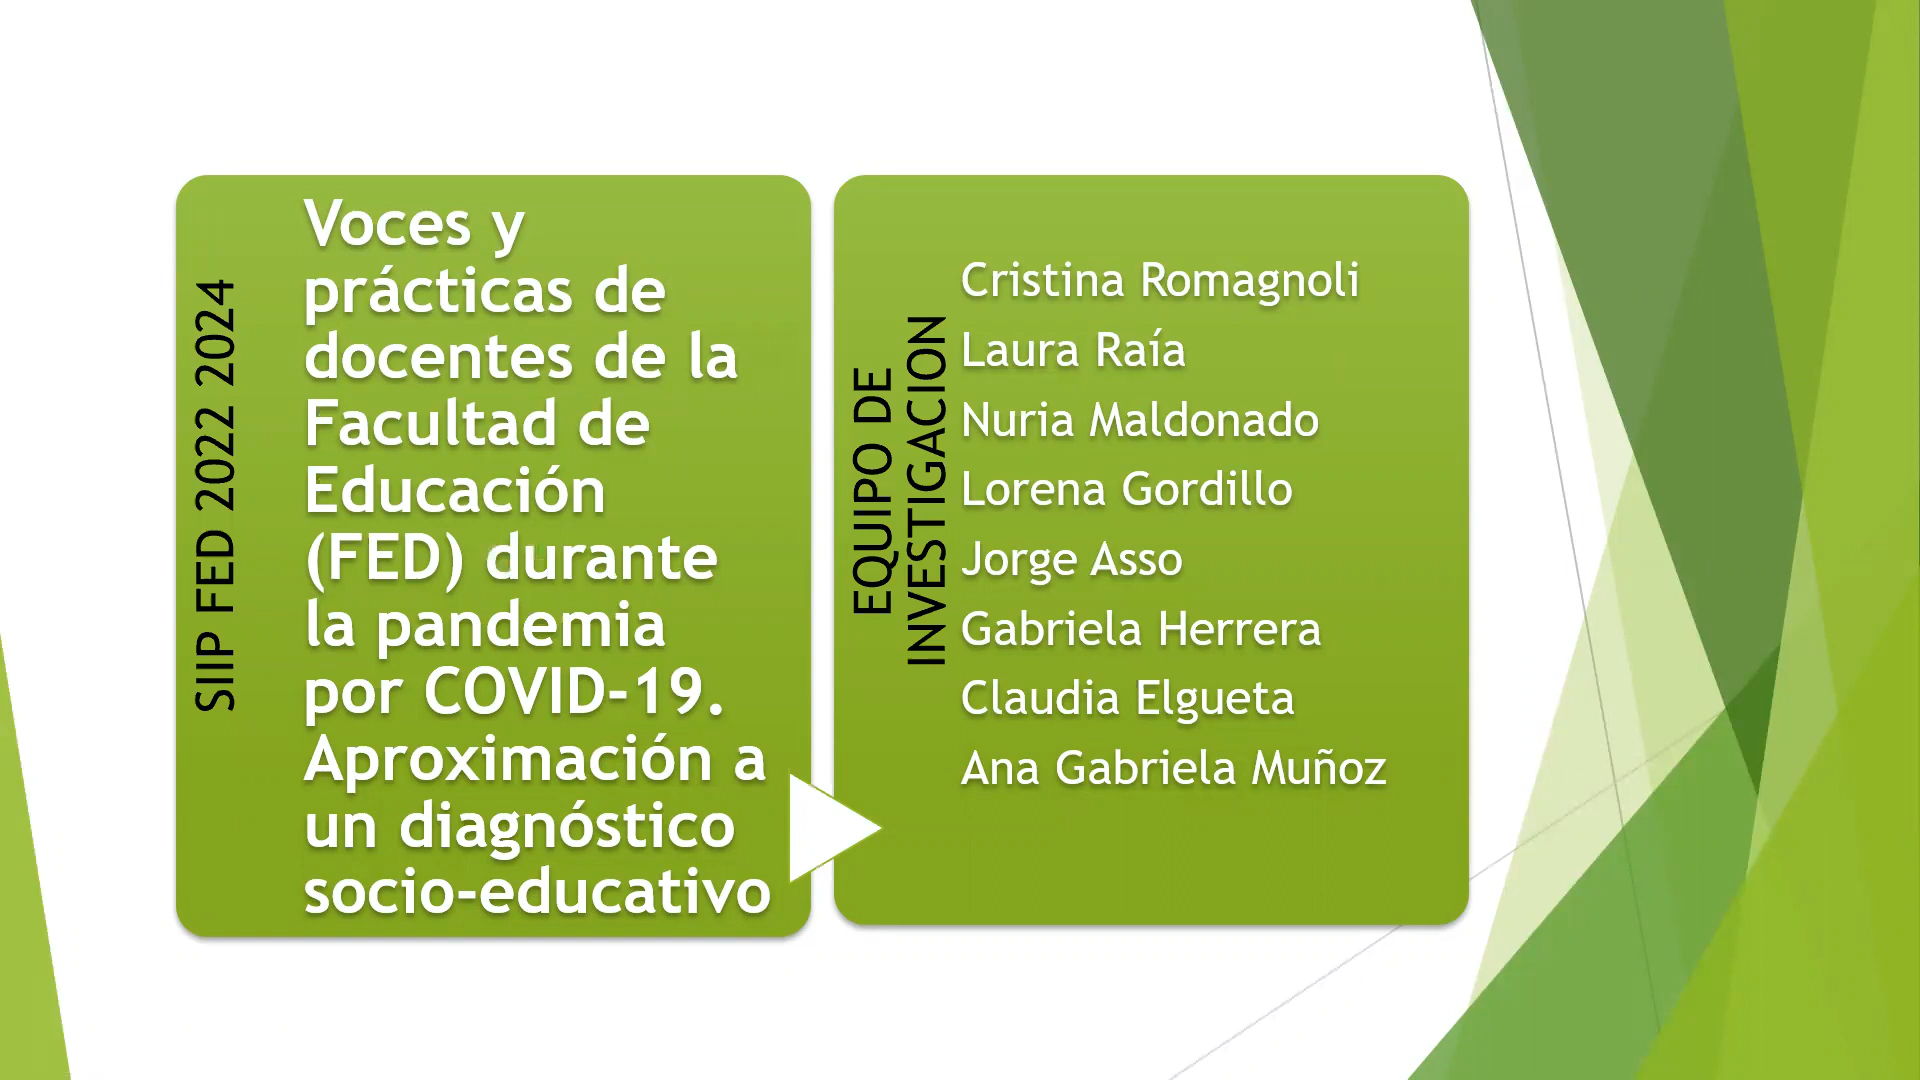 SIIP FED 2022 2024
Voces y
prácticas de
docentes de la
Facultad de
Educación
(FED) durante
la pandemia
por COVID-19.
Aproximación a
un diagnóstico
socio-educativo
EQUIPO DE
INVESTIGACION
Cristina Romagnoli
Laura Raía
Nuria Maldonado
Lorena Gordillo
Jorge Asso
Gabriela Herrera
Claudia Elgueta
Ana Gabriela Muñoz